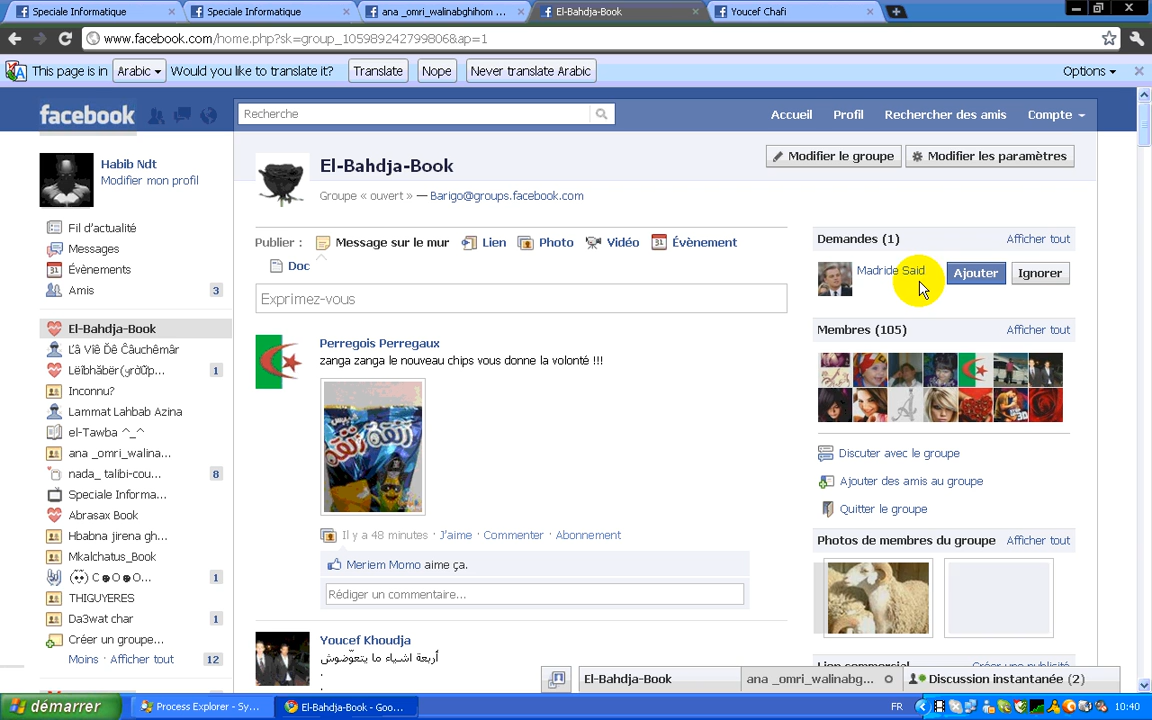 Speciale Informatique
Speciale Informatique
ana _omri_walinabghihom
El-Bahdja-Book
Youcef Chafi
www.facebook.com/home.php?sk=group_105989242799806&ap=1
This page is in
Arabic
Would you like to translate it?
Translate
Nope
Never translate Arabic
Options
facebook
Recherche
Accueil
Profil
Rechercher des amis
Compte
Habib Ndt
Modifier mon profil
Fil d'actualité
Messages
Évènements
Amis 3
El-Bahdja-Book
Inconnu?
Lammat Lahbab Azina
el-Tawba ^_^
ana _omri_walina...
nada_ talibi-cou... 8
Speciale Informa...
Abrasax Book
Hbabna jirena gh...
Mkalchatus_Book
1
THIGUYERES
Da3wat char 1
Créer un groupe...
Moins · Afficher tout 12
El-Bahdja-Book
Groupe « ouvert » — Barigo@groups.facebook.com
Modifier le groupe
Modifier les paramètres
Publier :
Message sur le mur
Lien
Photo
Vidéo
Évènement
Doc
Exprimez-vous
Perregois Perregaux
zanga zanga le nouveau chips vous donne la volonté !!!
زنقة زنقة
Il y a 48 minutes · J'aime · Commenter · Abonnement
Meriem Momo aime ça.
Rédiger un commentaire...
Youcef Khoudja
أربعة اشياء ما يتعوّضوش
.
.
Demandes (1)
Afficher tout
Madride Said
Ajouter
Ignorer
Membres (105)
Afficher tout
Discuter avec le groupe
Ajouter des amis au groupe
Quitter le groupe
Photos de membres du groupe
Afficher tout
Lien commercial
Créer une publicité
El-Bahdja-Book
ana _omri_walinabg...
Discussion instantanée (2)
démarrer
Process Explorer - Sy...
El-Bahdja-Book - Goo...
FR
10:40